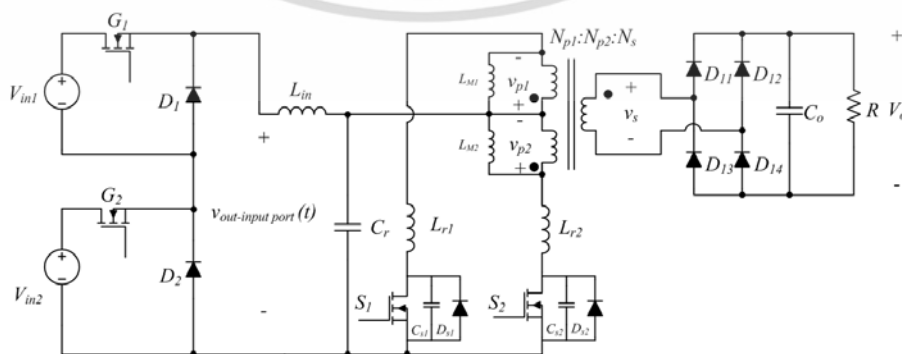 G1
Np1:Np2:Ns
Vin1
D1
Lin
LM1
-
vp1
+
LM2
-
vp2
+
+
vs
-
D11
D12
D13
D14
Co
R
+
V
-
G2
Vin2
D2
+
vout-input port(t)
-
Cr
Lr1
Lr2
S1
Cs1
Ds1
S2
Cs2
Ds2